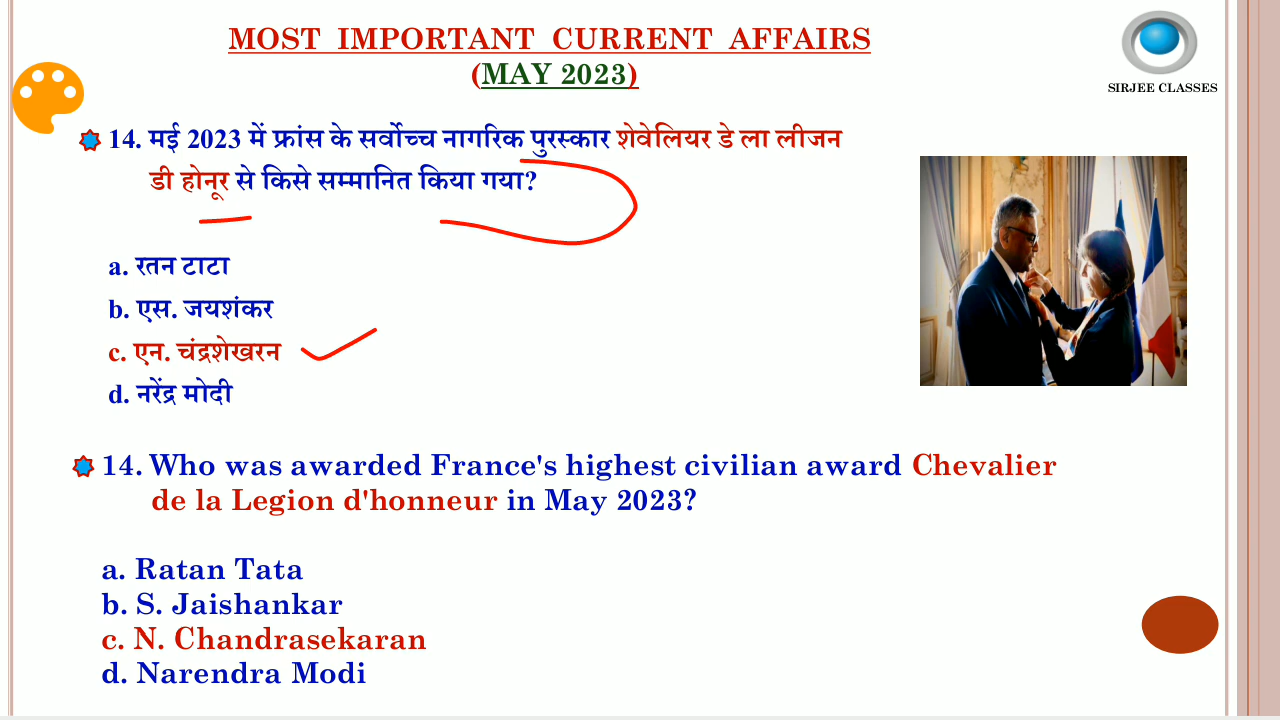 MOST IMPORTANT CURRENT AFFAIRS
(MAY 2023)
SIRJEE CLASSES
14. मई 2023 में फ्रांस के सर्वोच्च नागरिक पुरस्कार शेवेलियर डे ला लीजन
डी होनूर से किसे सम्मानित किया गया?
a. रतन टाटा
b. एस. जयशंकर
c. एन. चंद्रशेखरन
d. नरेंद्र मोदी
14. Who was awarded France's highest civilian award Chevalier
de la Legion d'honneur in May 2023?
a. Ratan Tata
b. S. Jaishankar
c. N. Chandrasekaran
d. Narendra Modi